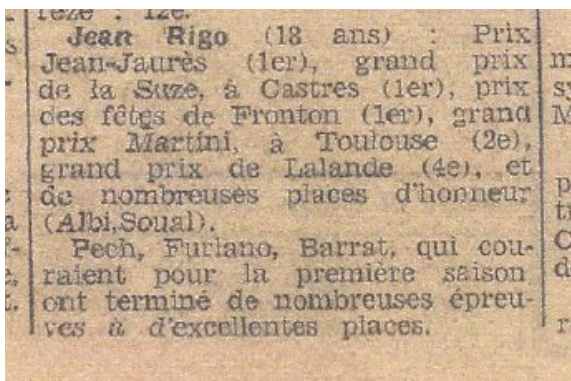 reze : 12e.
Jean Rigo (18 ans) : Prix
Jean-Jaurès (1er), grand prix
de la Suze, à Castres (1er), prix
des fêtes de Fronton (1er), grand
prix Martini, à Toulouse (2e),
grand prix de Lalande (4e), et
de nombreuses places d'honneur
(Albi,Soual).
Pech, Furlano, Barrat, qui cou-
raient pour la première saison
ont terminé de nombreuses épreu-
ves à d'excellentes places.